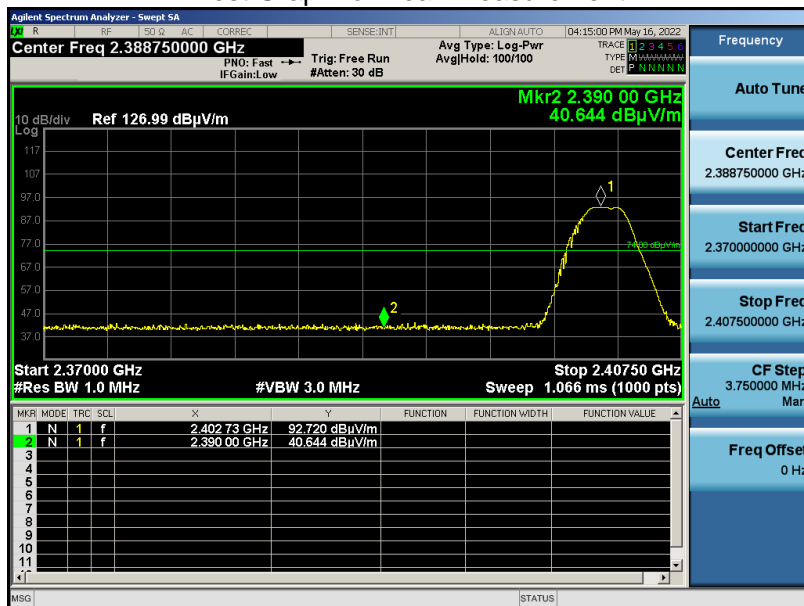 Agilent Spectrum Analyzer - Swept SA
LXI R RF 50 Ω AC CORREC SENSE:INT ALIGN AUTO 04:15:00 PM May 16, 2022
Center Freq 2.388750000 GHz
PNO: Fast
IFGain:Low
Trig: Free Run
#Atten: 30 dB
Avg Type: Log-Pwr
Avg|Hold: 100/100
TRACE 1 2 3 4 5 6
TYPE M
DET P N N N N N
Frequency
Mkr2 2.390 00 GHz
40.644 dBµV/m
10 dB/div Ref 126.99 dBµV/m
Log
117
107
97.0
87.0
77.0
67.0
57.0
47.0
37.0
1
74.00 dBµV/m
2
Start 2.37000 GHz Stop 2.40750 GHz
#Res BW 1.0 MHz #VBW 3.0 MHz Sweep 1.066 ms (1000 pts)
MKR MODE TRC SCL X Y FUNCTION FUNCTION WIDTH FUNCTION VALUE
1 N 1 f 2.402 73 GHz 92.720 dBµV/m
2 N 1 f 2.390 00 GHz 40.644 dBµV/m
3
4
5
6
7
8
9
10
11
Auto Tune
Center Freq
2.388750000 GHz
Start Freq
2.370000000 GHz
Stop Freq
2.407500000 GHz
CF Step
3.750000 MHz
Auto Man
Freq Offset
0 Hz
MSG STATUS